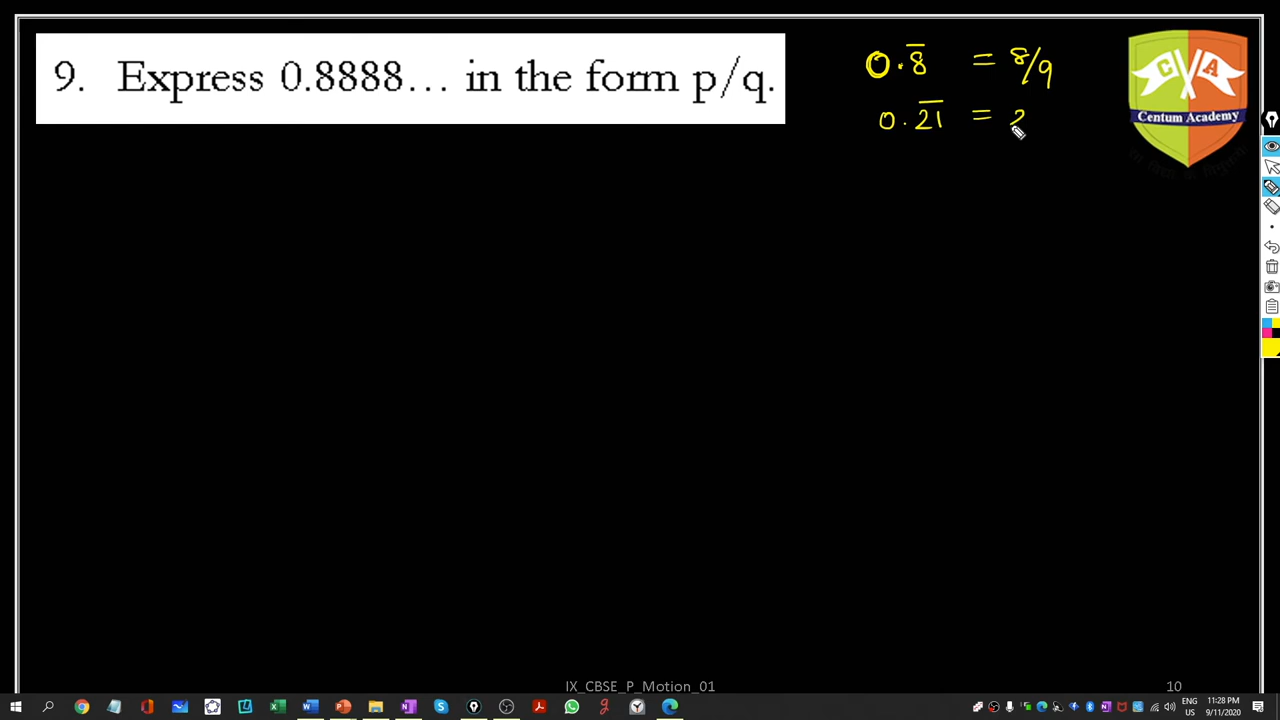 9. Express 0.8888... in the form p/q.
0.8̅ = 8/9
0.2̅1̅ = 2
C A
Centum Academy
IX_CBSE_P_Motion_01
10
ENG
US
11:28 PM
9/11/2020